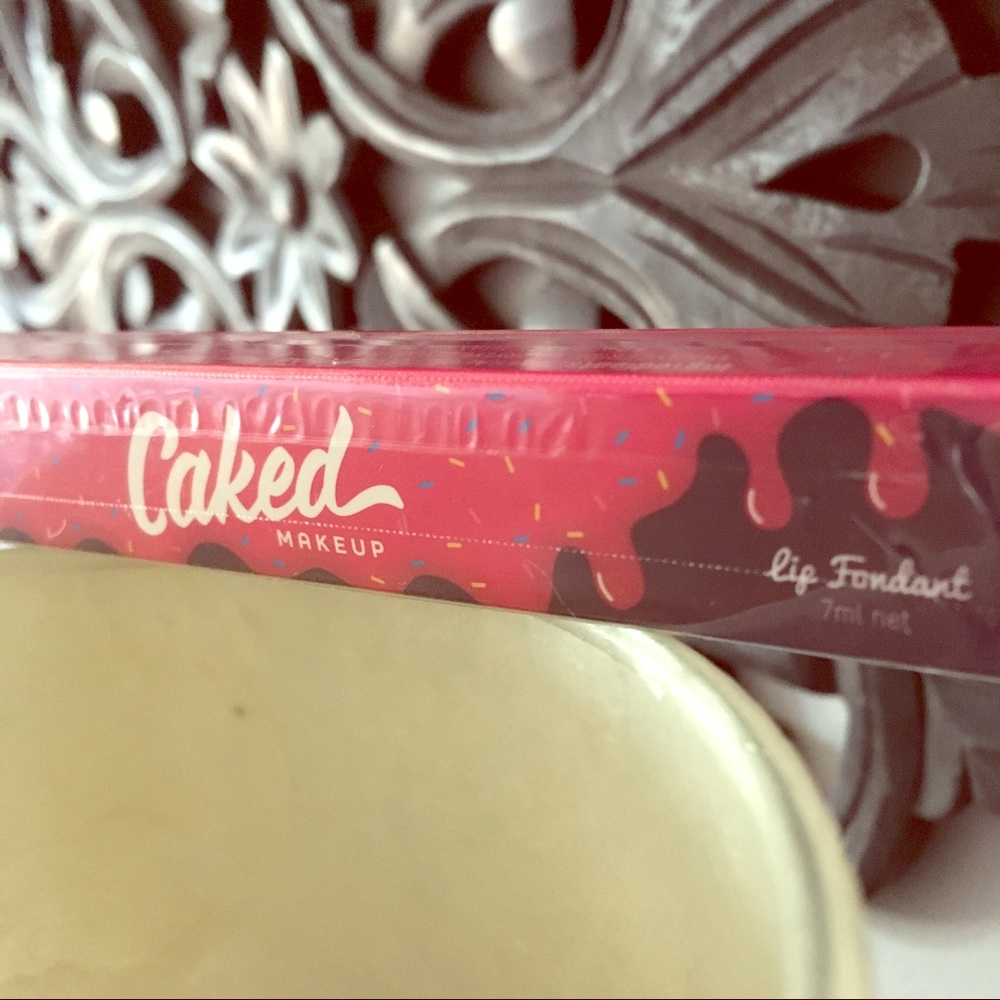 Caked
MAKEUP
lip Fondant
7ml net